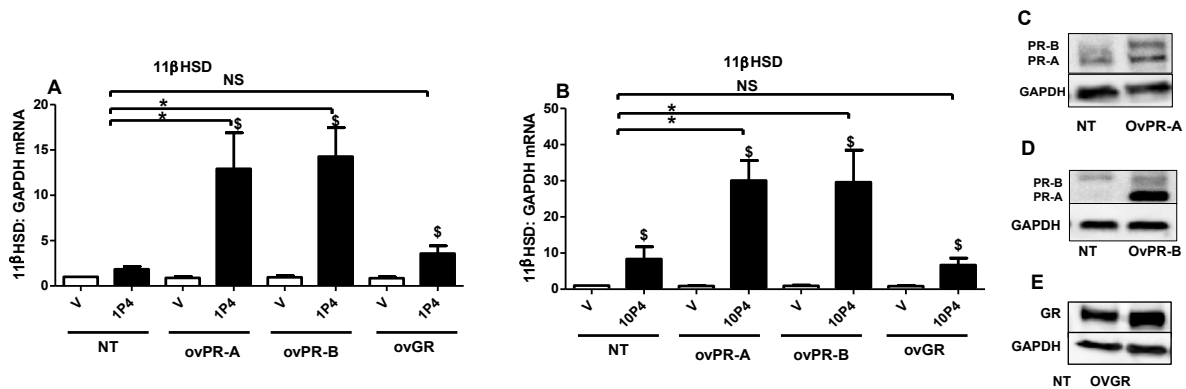 A
11βHSD
NS
*
*
$
$
$
20
15
10
5
0
11βHSD: GAPDH mRNA
V
1P4
V
1P4
V
1P4
V
1P4
NT
ovPR-A
ovPR-B
ovGR
B
11βHSD
NS
*
*
$
$
$
$
50
40
30
20
10
0
11βHSD: GAPDH mRNA
V
10P4
V
10P4
V
10P4
V
10P4
NT
ovPR-A
ovPR-B
ovGR
C
PR-B
PR-A
GAPDH
NT OvPR-A
D
PR-B
PR-A
GAPDH
NT OvPR-B
E
GR
GAPDH
NT OVGR